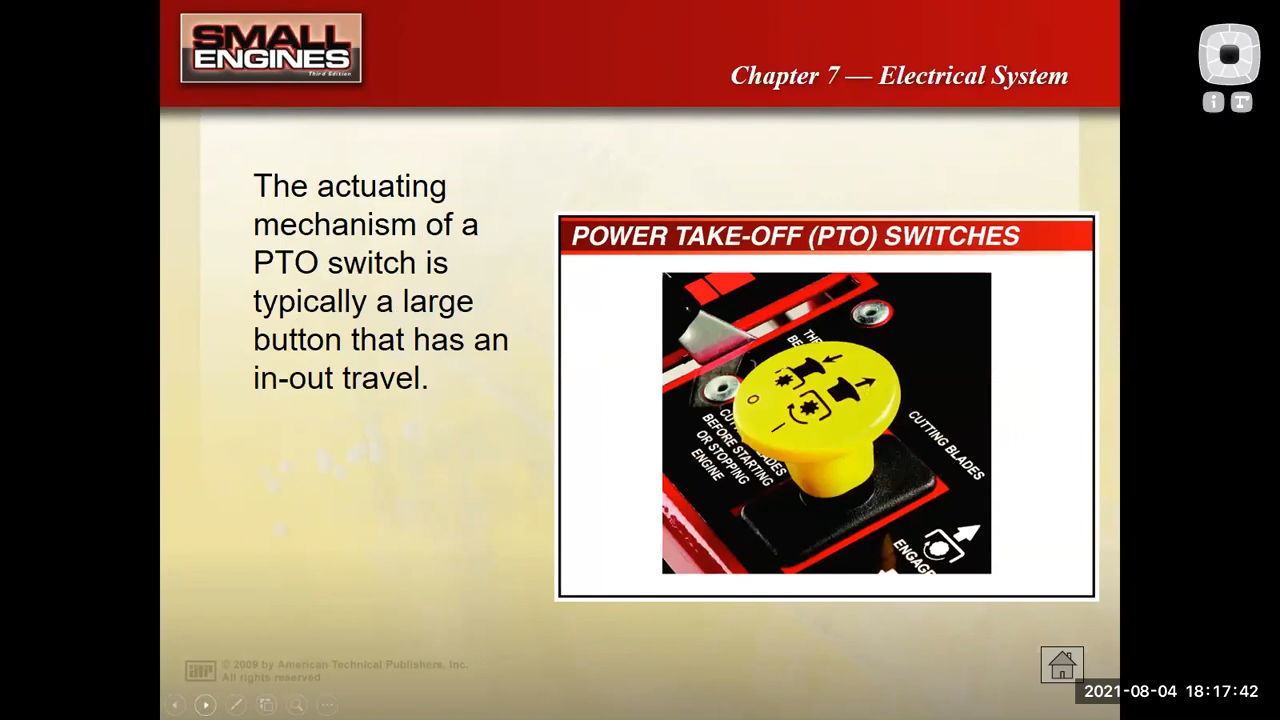 SMALL
ENGINES
Third Edition
Chapter 7 — Electrical System
The actuating
mechanism of a
PTO switch is
typically a large
button that has an
in-out travel.
POWER TAKE-OFF (PTO) SWITCHES
O
I
BEFORE STARTING
OR STOPPING
ENGINE
CUTTING BLADES
© 2009 by American Technical Publishers, Inc.
All rights reserved
2021-08-04 18:17:42